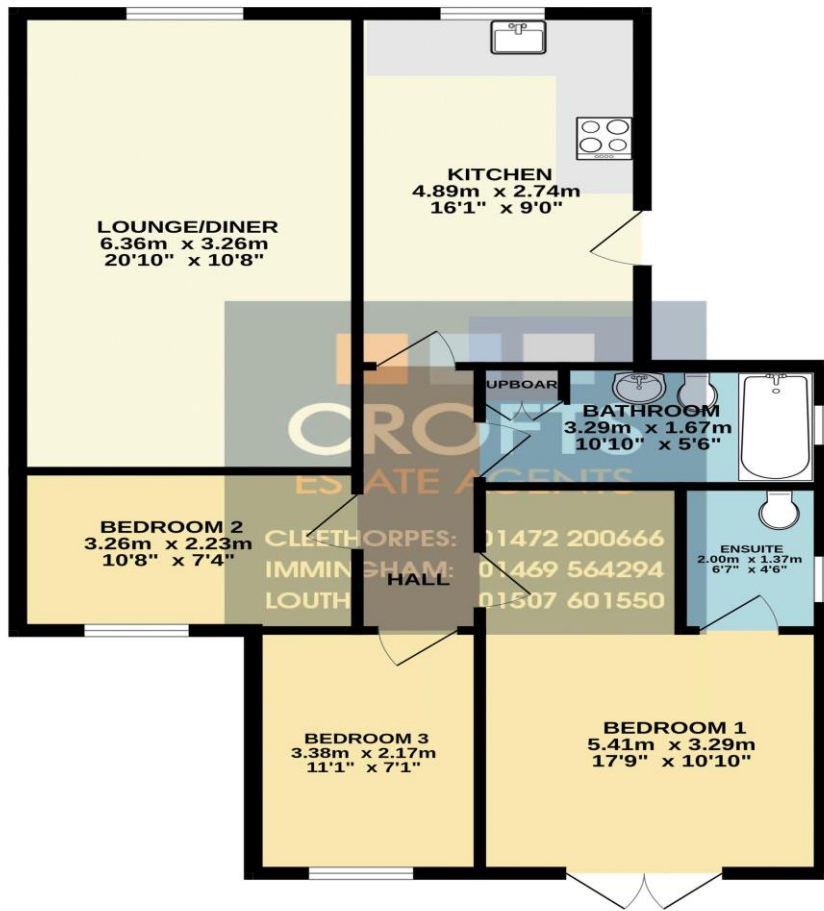 KITCHEN
4.89m x 2.74m
16'1" x 9'0"
LOUNGE/DINER
6.36m x 3.26m
20'10" x 10'8"
UPBOAR
BATHROOM
3.29m x 1.67m
10'10" x 5'6"
CROFTS
ESTATE AGENTS
CLEETHORPES: 01472 200666
IMMINGHAM: 01469 564294
LOUTH 01507 601550
BEDROOM 2
3.26m x 2.23m
10'8" x 7'4"
HALL
ENSUITE
2.00m x 1.37m
6'7" x 4'6"
BEDROOM 3
3.38m x 2.17m
11'1" x 7'1"
BEDROOM 1
5.41m x 3.29m
17'9" x 10'10"